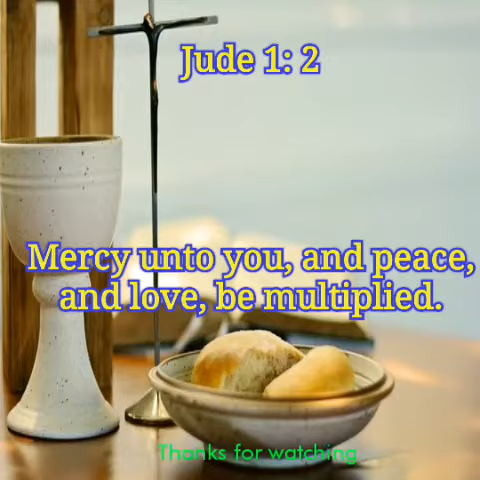 Jude 1: 2
Mercy unto you, and peace,
and love, be multiplied.
Thanks for watching